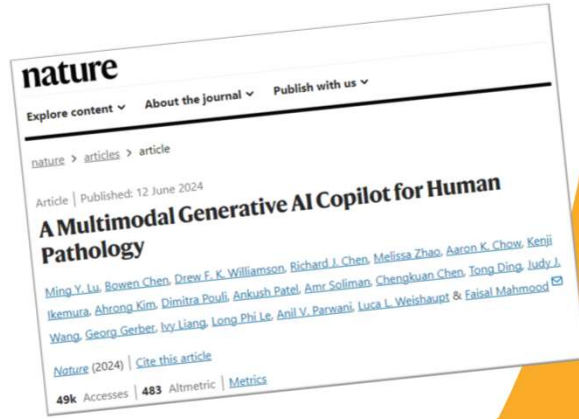 nature
Explore content About the journal Publish with us
nature > articles > article
Article | Published: 12 June 2024
A Multimodal Generative AI Copilot for Human
Pathology
Ming Y. Lu, Bowen Chen, Drew F. K. Williamson, Richard J. Chen, Melissa Zhao, Aaron K. Chow, Kenji
Ikemura, Ahrong Kim, Dimitra Pouli, Ankush Patel, Amr Soliman, Chengkuan Chen, Tong Ding, Judy J.
Wang, Georg Gerber, Ivy Liang, Long Phi Le, Anil V. Parwani, Luca L. Weishaupt & Faisal Mahmood
Nature (2024) | Cite this article
49k Accesses | 483 Altmetric | Metrics